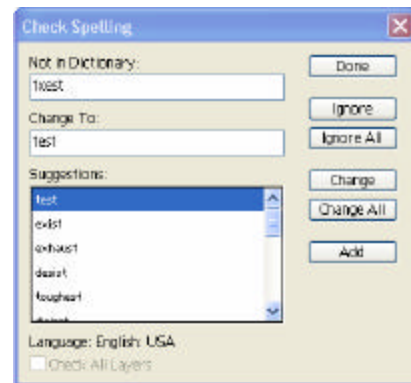 Check Spelling
Not in Dictionary:
txest
Change To:
test
Suggestions:
test
exist
exhaust
desist
toughest
Language: English: USA
Check All Layers
Done
Ignore
Ignore All
Change
Change All
Add